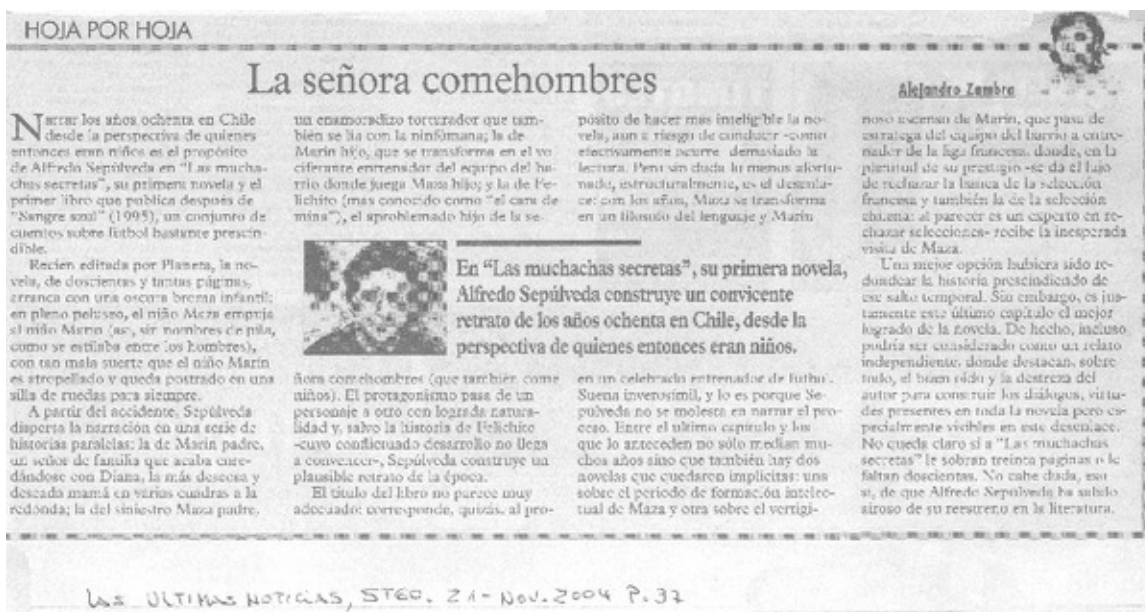 HOJA POR HOJA
La señora comehombres
Alejandro Zambra
Narrar los años ochenta en Chile
desde la perspectiva de quienes
entonces eran niños es el propósito
de Alfredo Sepúlveda en "Las mucha-
chas secretas", su primera novela y el
primer libro que publica después de
"Sangre azul" (1995), un conjunto de
cuentos sobre fútbol bastante prescin-
dible.
Recién editada por Planeta, la no-
vela, de doscientas y tantas páginas,
arranca con una oscura broma infantil:
en pleno peluseo, el niño Maza empuja
al niño Marín (así, sin nombres de pila,
como se estilaba entre los hombres),
con tan mala suerte que el niño Marín
es atropellado y queda postrado en una
silla de ruedas para siempre.
A partir del accidente, Sepúlveda
dispersa la narración en una serie de
historias paralelas: la de Marín padre,
un señor de familia que acaba enre-
dándose con Diana, la más deseosa y
deseada mamá en varias cuadras a la
redonda; la del siniestro Maza padre,
un enamoradizo torturador que tam-
bién se lía con la ninfómana; la de
Marín hijo, que se transforma en el vo-
ciferante entrenador del equipo del ba-
rrio donde juega Maza hijo; y la de Fe-
lichito (más conocido como "el cara de
mina"), el aproblemado hijo de la se-
ñora comehombres (que también come
niños). El protagonismo pasa de un
personaje a otro con lograda natura-
lidad y, salvo la historia de Felichito
-cuyo conflictuado desarrollo no llega
a convencer-, Sepúlveda construye un
plausible retrato de la época.
El título del libro no parece muy
adecuado: corresponde, quizás, al pro-
pósito de hacer más inteligible la no-
vela, aun a riesgo de conducir -como
efectivamente ocurre- demasiado la
lectura. Pero sin duda lo menos afortu-
nado, estructuralmente, es el desenla-
ce: con los años, Maza se transforma
en un filósofo del lenguaje y Marín
en un celebrado entrenador de fútbol.
Suena inverosímil, y lo es porque Se-
púlveda no se molesta en narrar el pro-
ceso. Entre el último capítulo y los
que lo anteceden no sólo median mu-
chos años sino que también hay dos
novelas que quedaron implícitas: una
sobre el período de formación intelec-
tual de Maza y otra sobre el vertigi-
noso ascenso de Marín, que pasa de
estratega del equipo del barrio a entre-
nador de la liga francesa, donde, en la
plenitud de su prestigio -se da el lujo
de rechazar la banca de la selección
francesa y también la de la selección
chilena: al parecer es un experto en re-
chazar selecciones- recibe la inesperada
visita de Maza.
Una mejor opción hubiera sido re-
dondear la historia prescindiendo de
ese salto temporal. Sin embargo, es jus-
tamente este último capítulo el mejor
logrado de la novela. De hecho, incluso
podría ser considerado como un relato
independiente, donde destacan, sobre
todo, el buen oído y la destreza del
autor para construir los diálogos, virtu-
des presentes en toda la novela pero es-
pecialmente visibles en este desenlace.
No queda claro si a "Las muchachas
secretas" le sobran treinta páginas o le
faltan doscientas. No cabe duda, eso
sí, de que Alfredo Sepúlveda ha salido
airoso de su reestreno en la literatura.
En "Las muchachas secretas", su primera novela,
Alfredo Sepúlveda construye un convicente
retrato de los años ochenta en Chile, desde la
perspectiva de quienes entonces eran niños.
Las ULTIMAS NOTICIAS, STGO. 21-Nov. 2004 P. 37